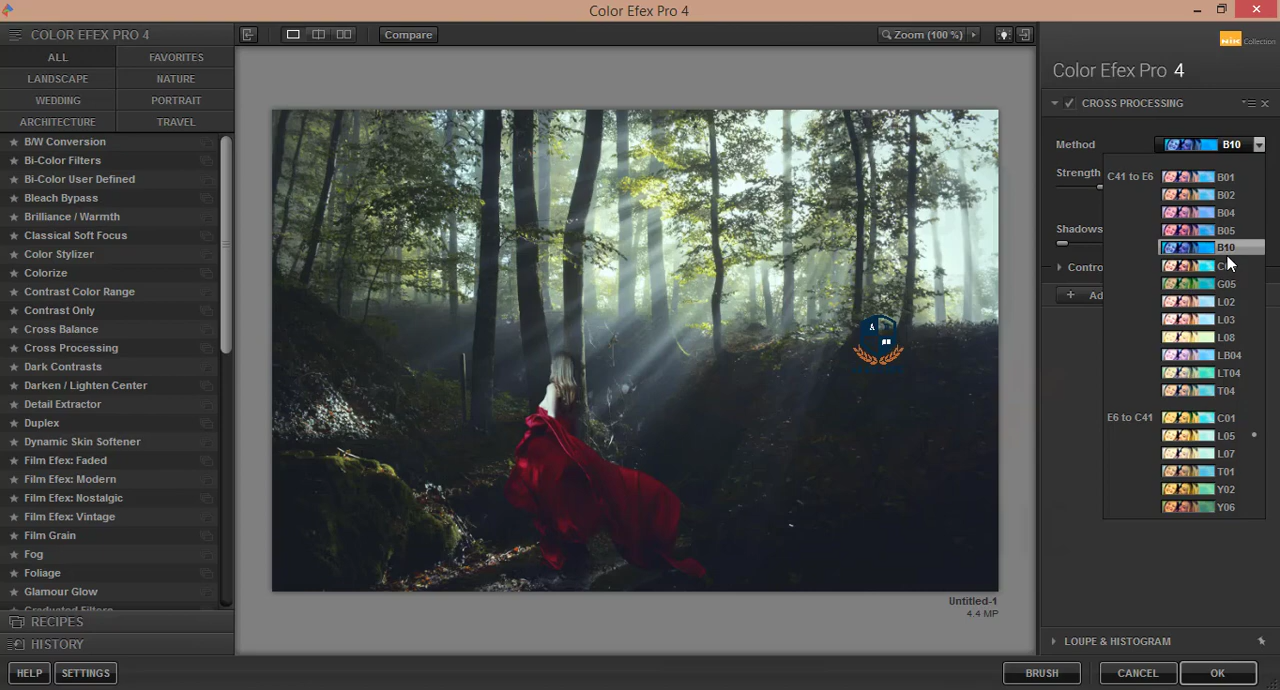 Color Efex Pro 4
COLOR EFEX PRO 4
Compare
Zoom (100 %)
Nik Collection
ALL
FAVORITES
LANDSCAPE
NATURE
WEDDING
PORTRAIT
ARCHITECTURE
TRAVEL
B/W Conversion
Bi-Color Filters
Bi-Color User Defined
Bleach Bypass
Brilliance / Warmth
Classical Soft Focus
Color Stylizer
Colorize
Contrast Color Range
Contrast Only
Cross Balance
Cross Processing
Dark Contrasts
Darken / Lighten Center
Detail Extractor
Duplex
Dynamic Skin Softener
Film Efex: Faded
Film Efex: Modern
Film Efex: Nostalgic
Film Efex: Vintage
Film Grain
Fog
Foliage
Glamour Glow
Graduated Filters
RECIPES
HISTORY
HELP
SETTINGS
A
Untitled-1
4.4 MP
Color Efex Pro 4
CROSS PROCESSING
Method
B10
Strength
Shadows
Contro
Ad
C41 to E6
B01
B02
B04
B05
B10
G05
L02
L03
L08
LB04
LT04
T04
E6 to C41
C01
L05
L07
T01
Y02
Y06
LOUPE & HISTOGRAM
BRUSH
CANCEL
OK